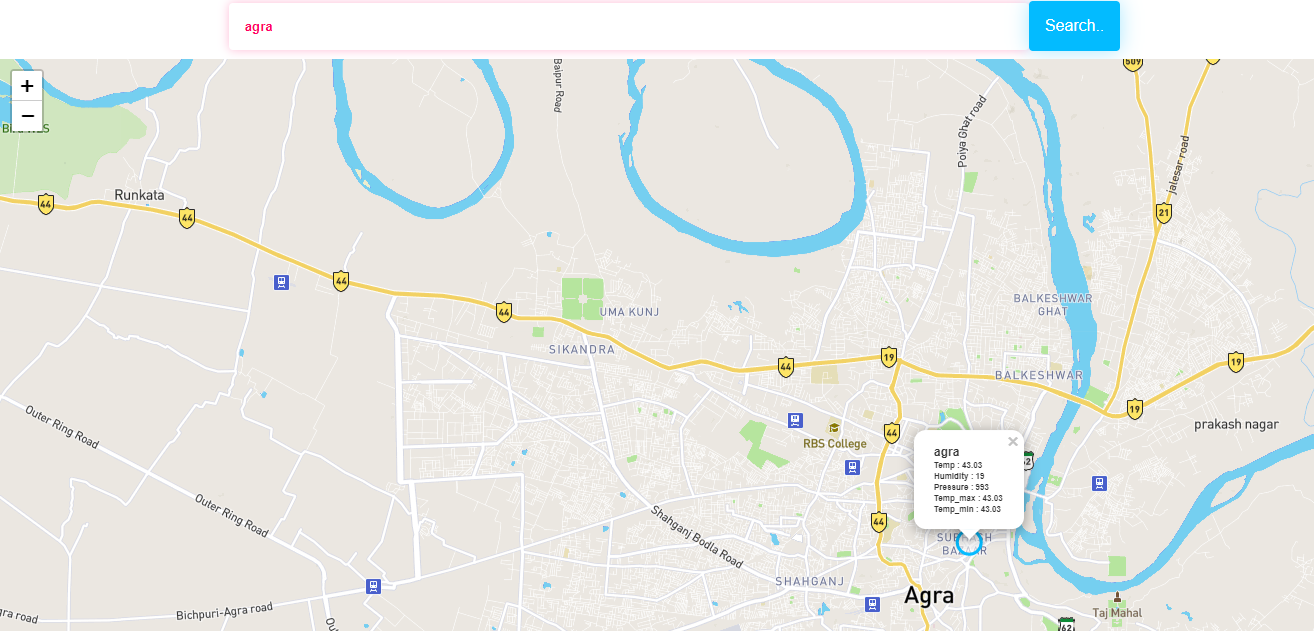 agra
Search..
+
−
509
Baipur Road
Poiya Ghat road
jalesar road
Runkata
44
44
21
44
BALKESHWAR
GHAT
44
UMA KUNJ
SIKANDRA
19
19
44
BALKESHWAR
Outer Ring Road
19
prakash nagar
RBS College
44
agra
×
Temp : 43.03
Humidity : 19
Pressure : 993
Temp_max : 43.03
Temp_min : 43.03
Outer Ring Road
44
Shahganj Bodla Road
SHAHGANJ
Agra
Taj Mahal
Bichpuri-Agra road
62